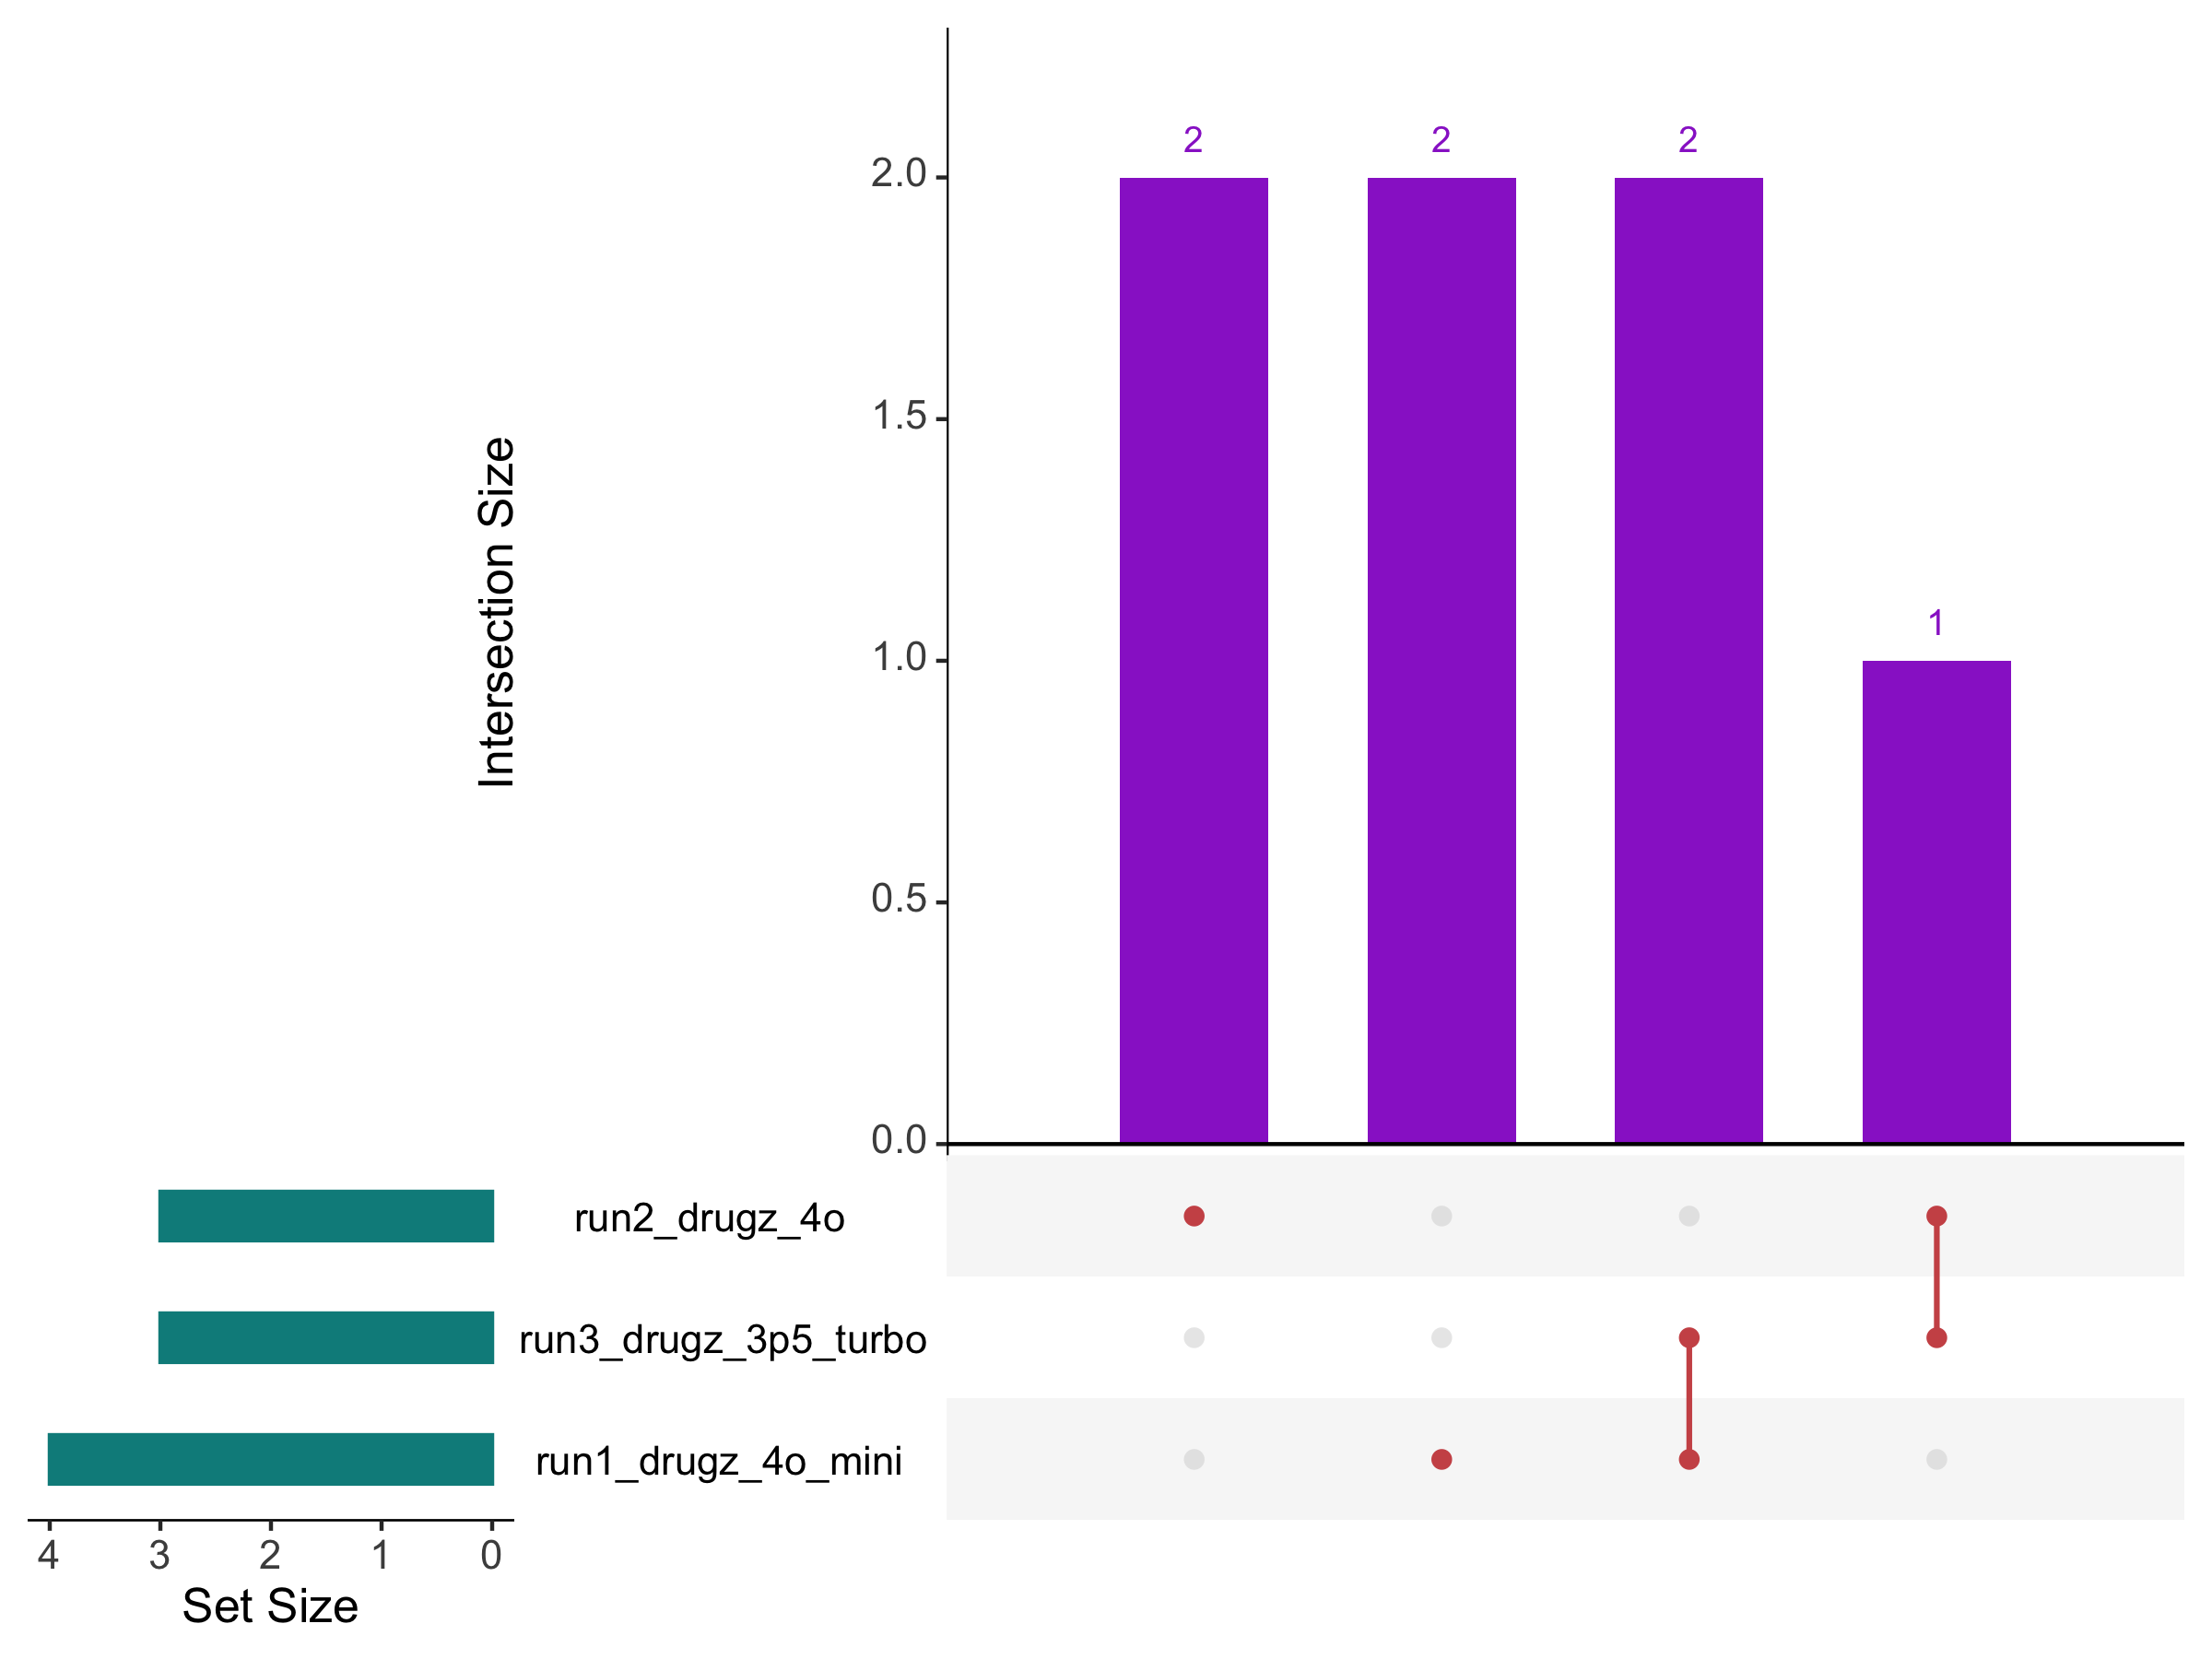 2 2 2
2.0
1.5
1
1.0
0.5
0.0
Intersection Size
run2_drugz_4o
run3_drugz_3p5_turbo
run1_drugz_4o_mini
4 3 2 1 0
Set Size